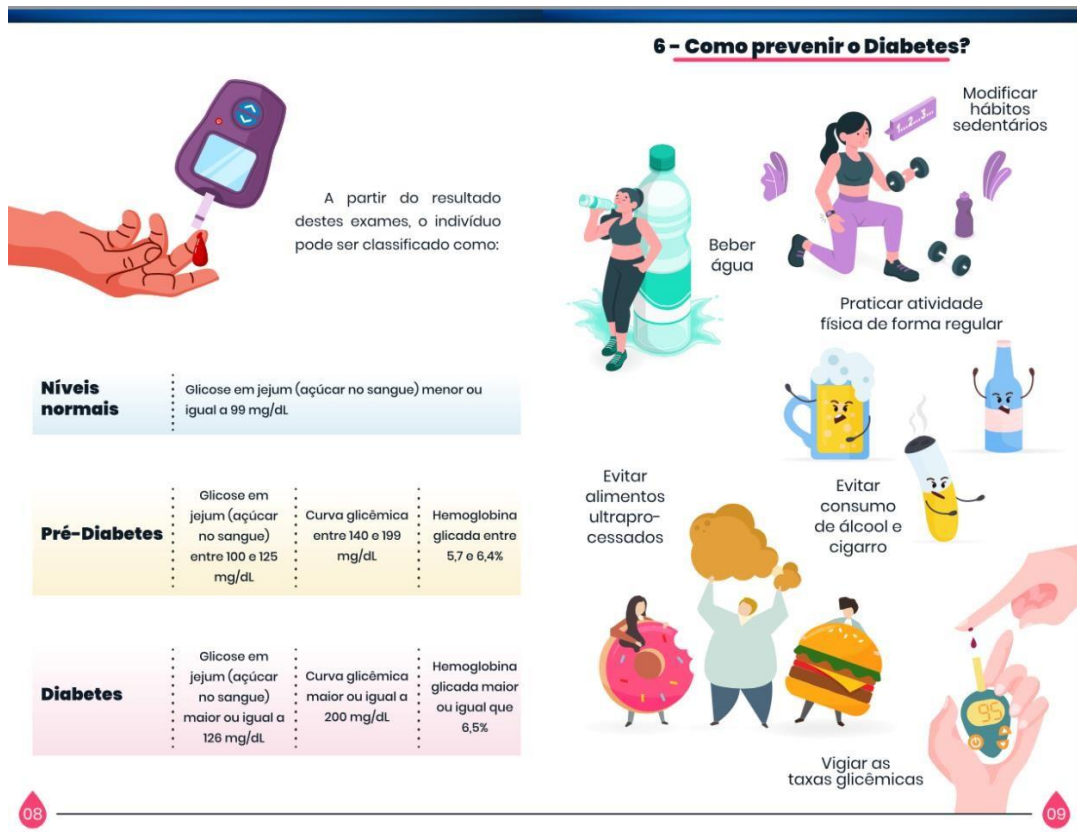 A partir do resultado
destes exames, o indivíduo
pode ser classificado como:
Níveis
normais
Glicose em jejum (açúcar no sangue) menor ou
igual a 99 mg/dL
Pré-Diabetes
Glicose em
jejum (açúcar
no sangue)
entre 100 e 125
mg/dL
Curva glicêmica
entre 140 e 199
mg/dL
Hemoglobina
glicada entre
5,7 e 6,4%
Diabetes
Glicose em
jejum (açúcar
no sangue)
maior ou igual a
126 mg/dL
Curva glicêmica
maior ou igual a
200 mg/dL
Hemoglobina
glicada maior
ou igual que
6,5%
08
6 - Como prevenir o Diabetes?
Modificar
hábitos
sedentários
1...2...3...
Beber
água
Praticar atividade
física de forma regular
Evitar
alimentos
ultrapro-
cessados
Evitar
consumo
de álcool e
cigarro
95
Vigiar as
taxas glicêmicas
09